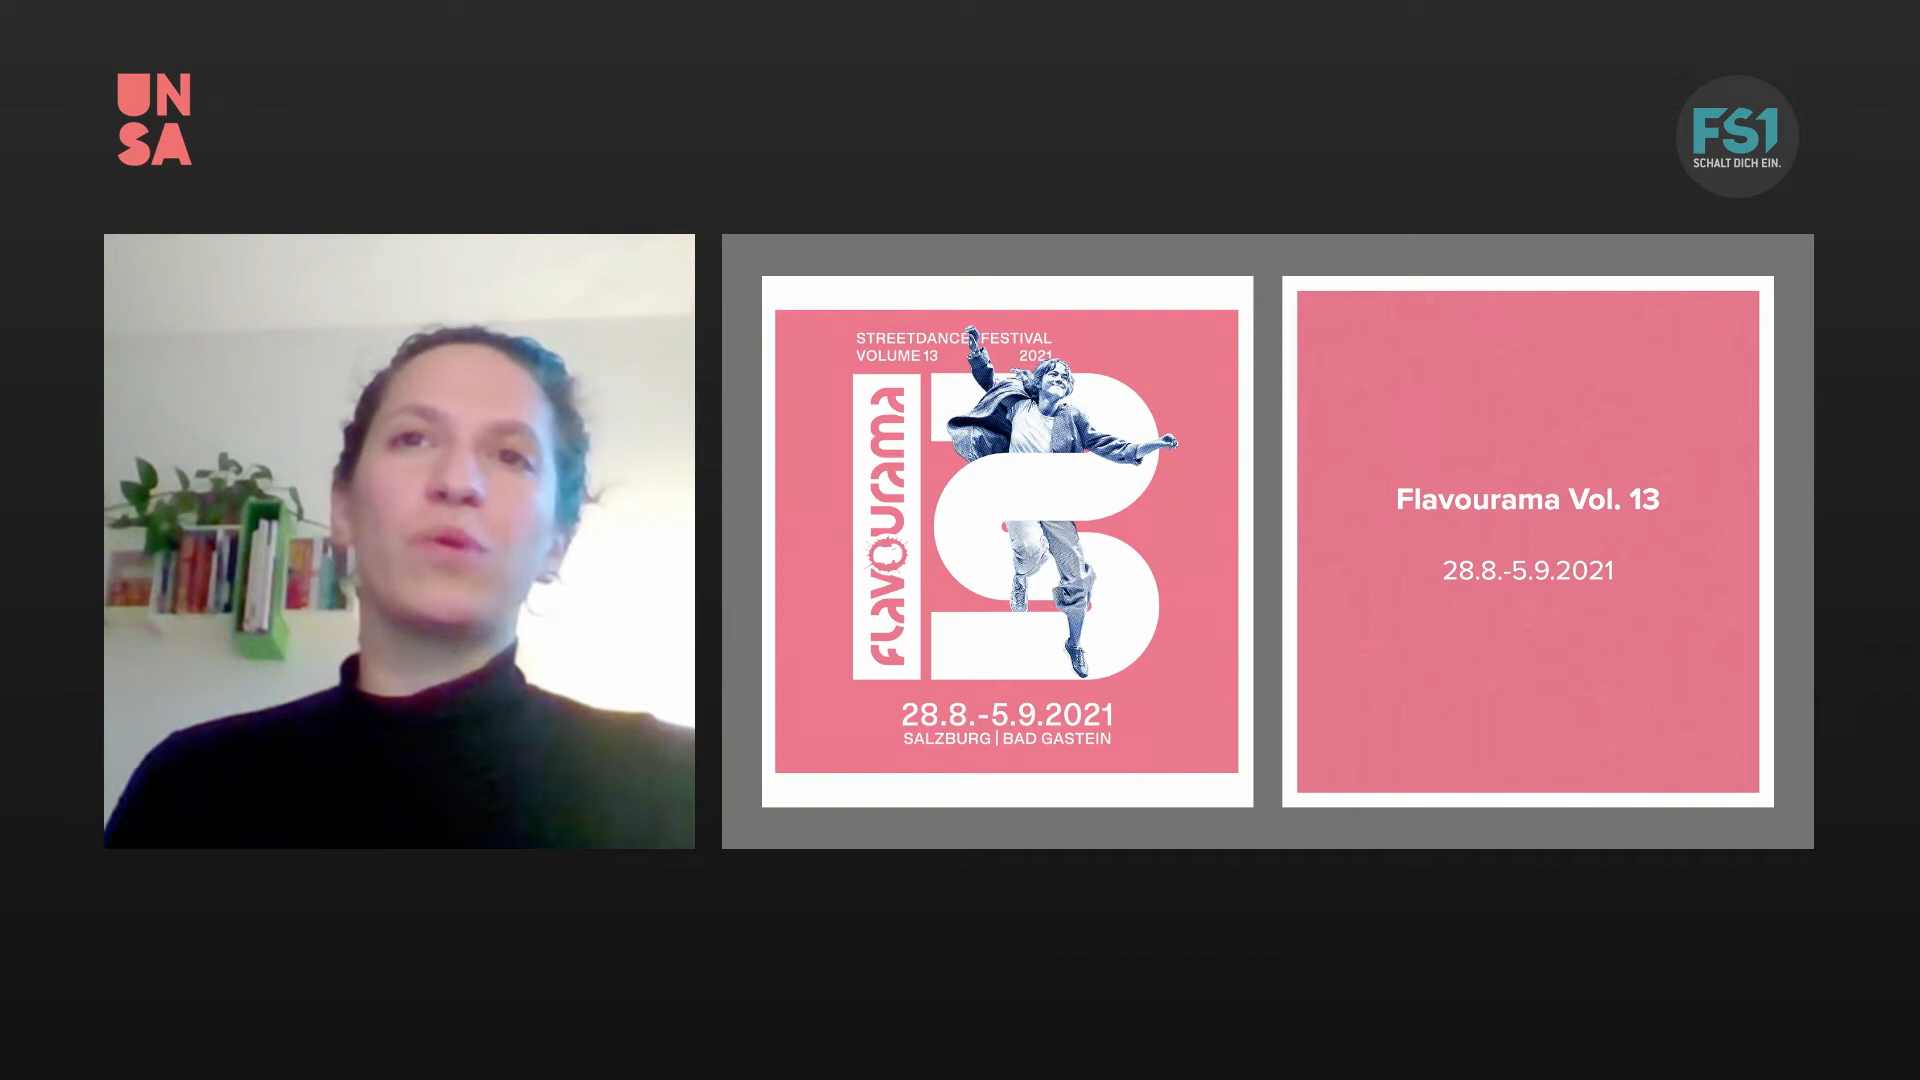 UN
SA
FS1
SCHALT DICH EIN.
STREETDANCE FESTIVAL
VOLUME 13 2021
flavourama
28.8.-5.9.2021
SALZBURG | BAD GASTEIN
Flavourama Vol. 13
28.8.-5.9.2021